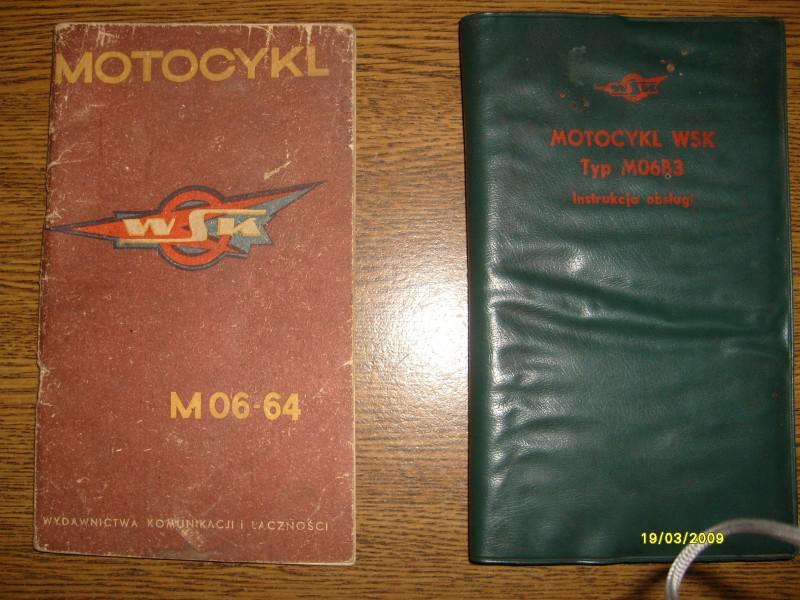 MOTOCYKL
WSK
M 06-64
WYDAWNICTWA KOMUNIKACJI i ŁĄCZNOŚCI
WSK
MOTOCYKL WSK
Typ M06B3
Instrukcja obsługi
19/03/2009